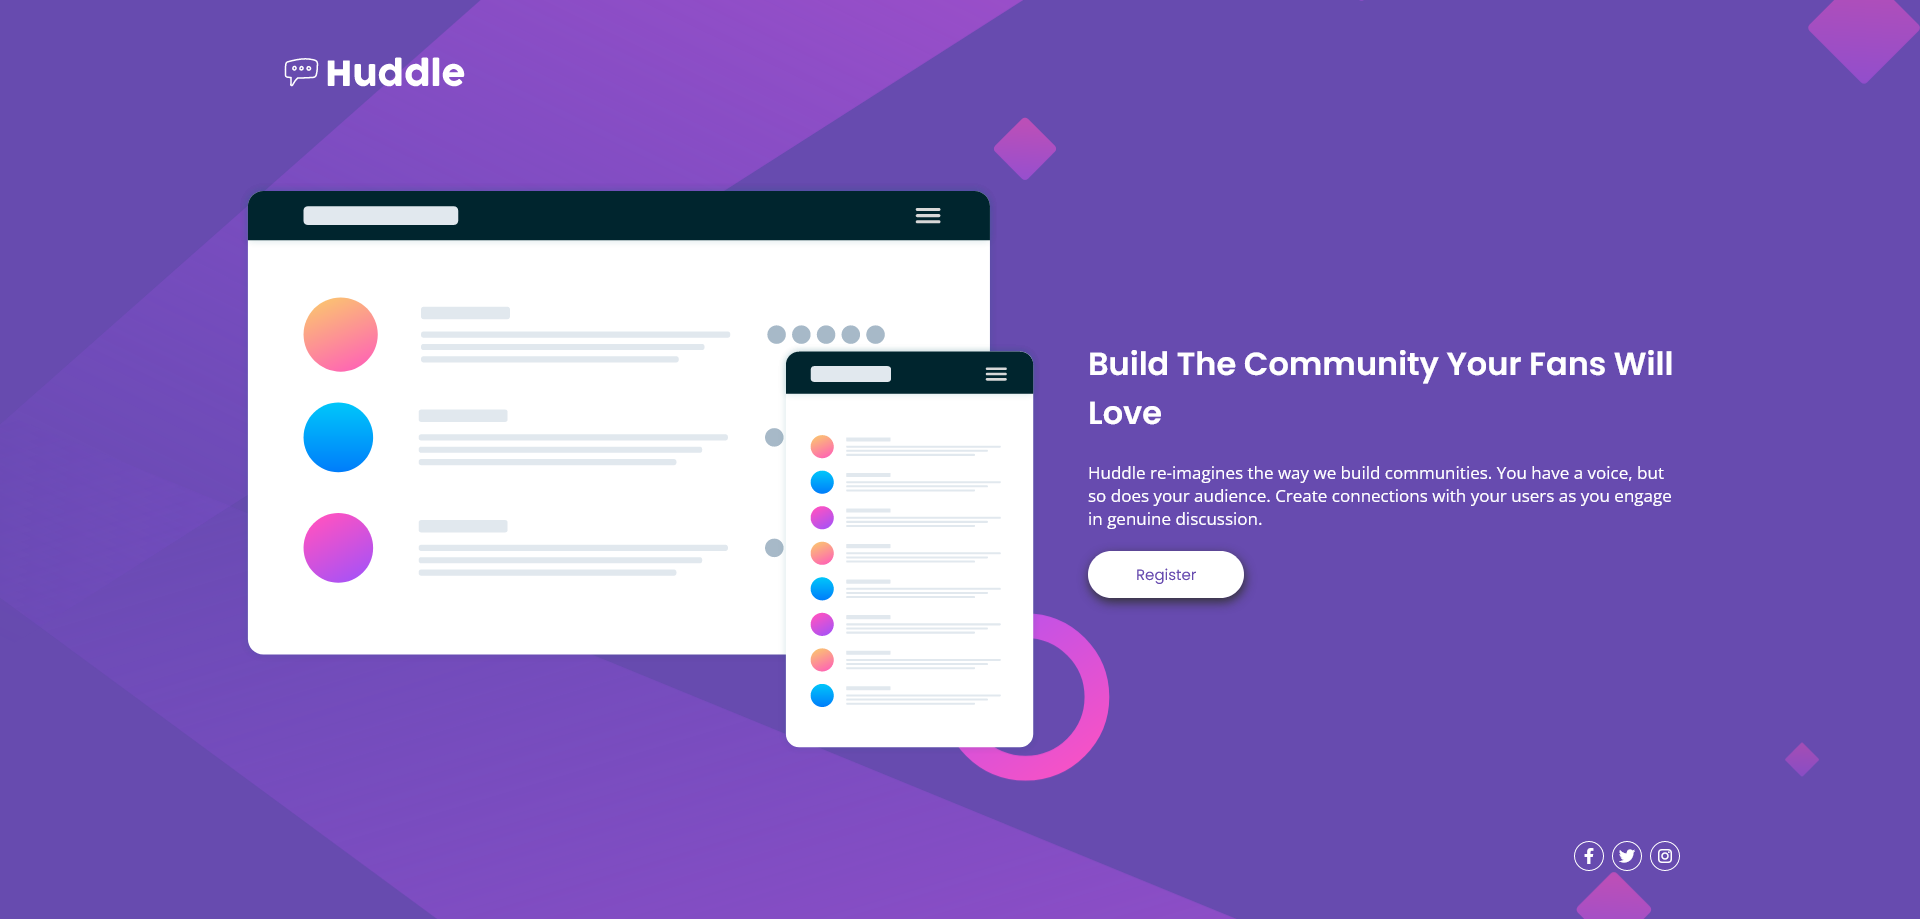 Huddle
Build The Community Your Fans Will
Love
Huddle re-imagines the way we build communities. You have a voice, but
so does your audience. Create connections with your users as you engage
in genuine discussion.
Register